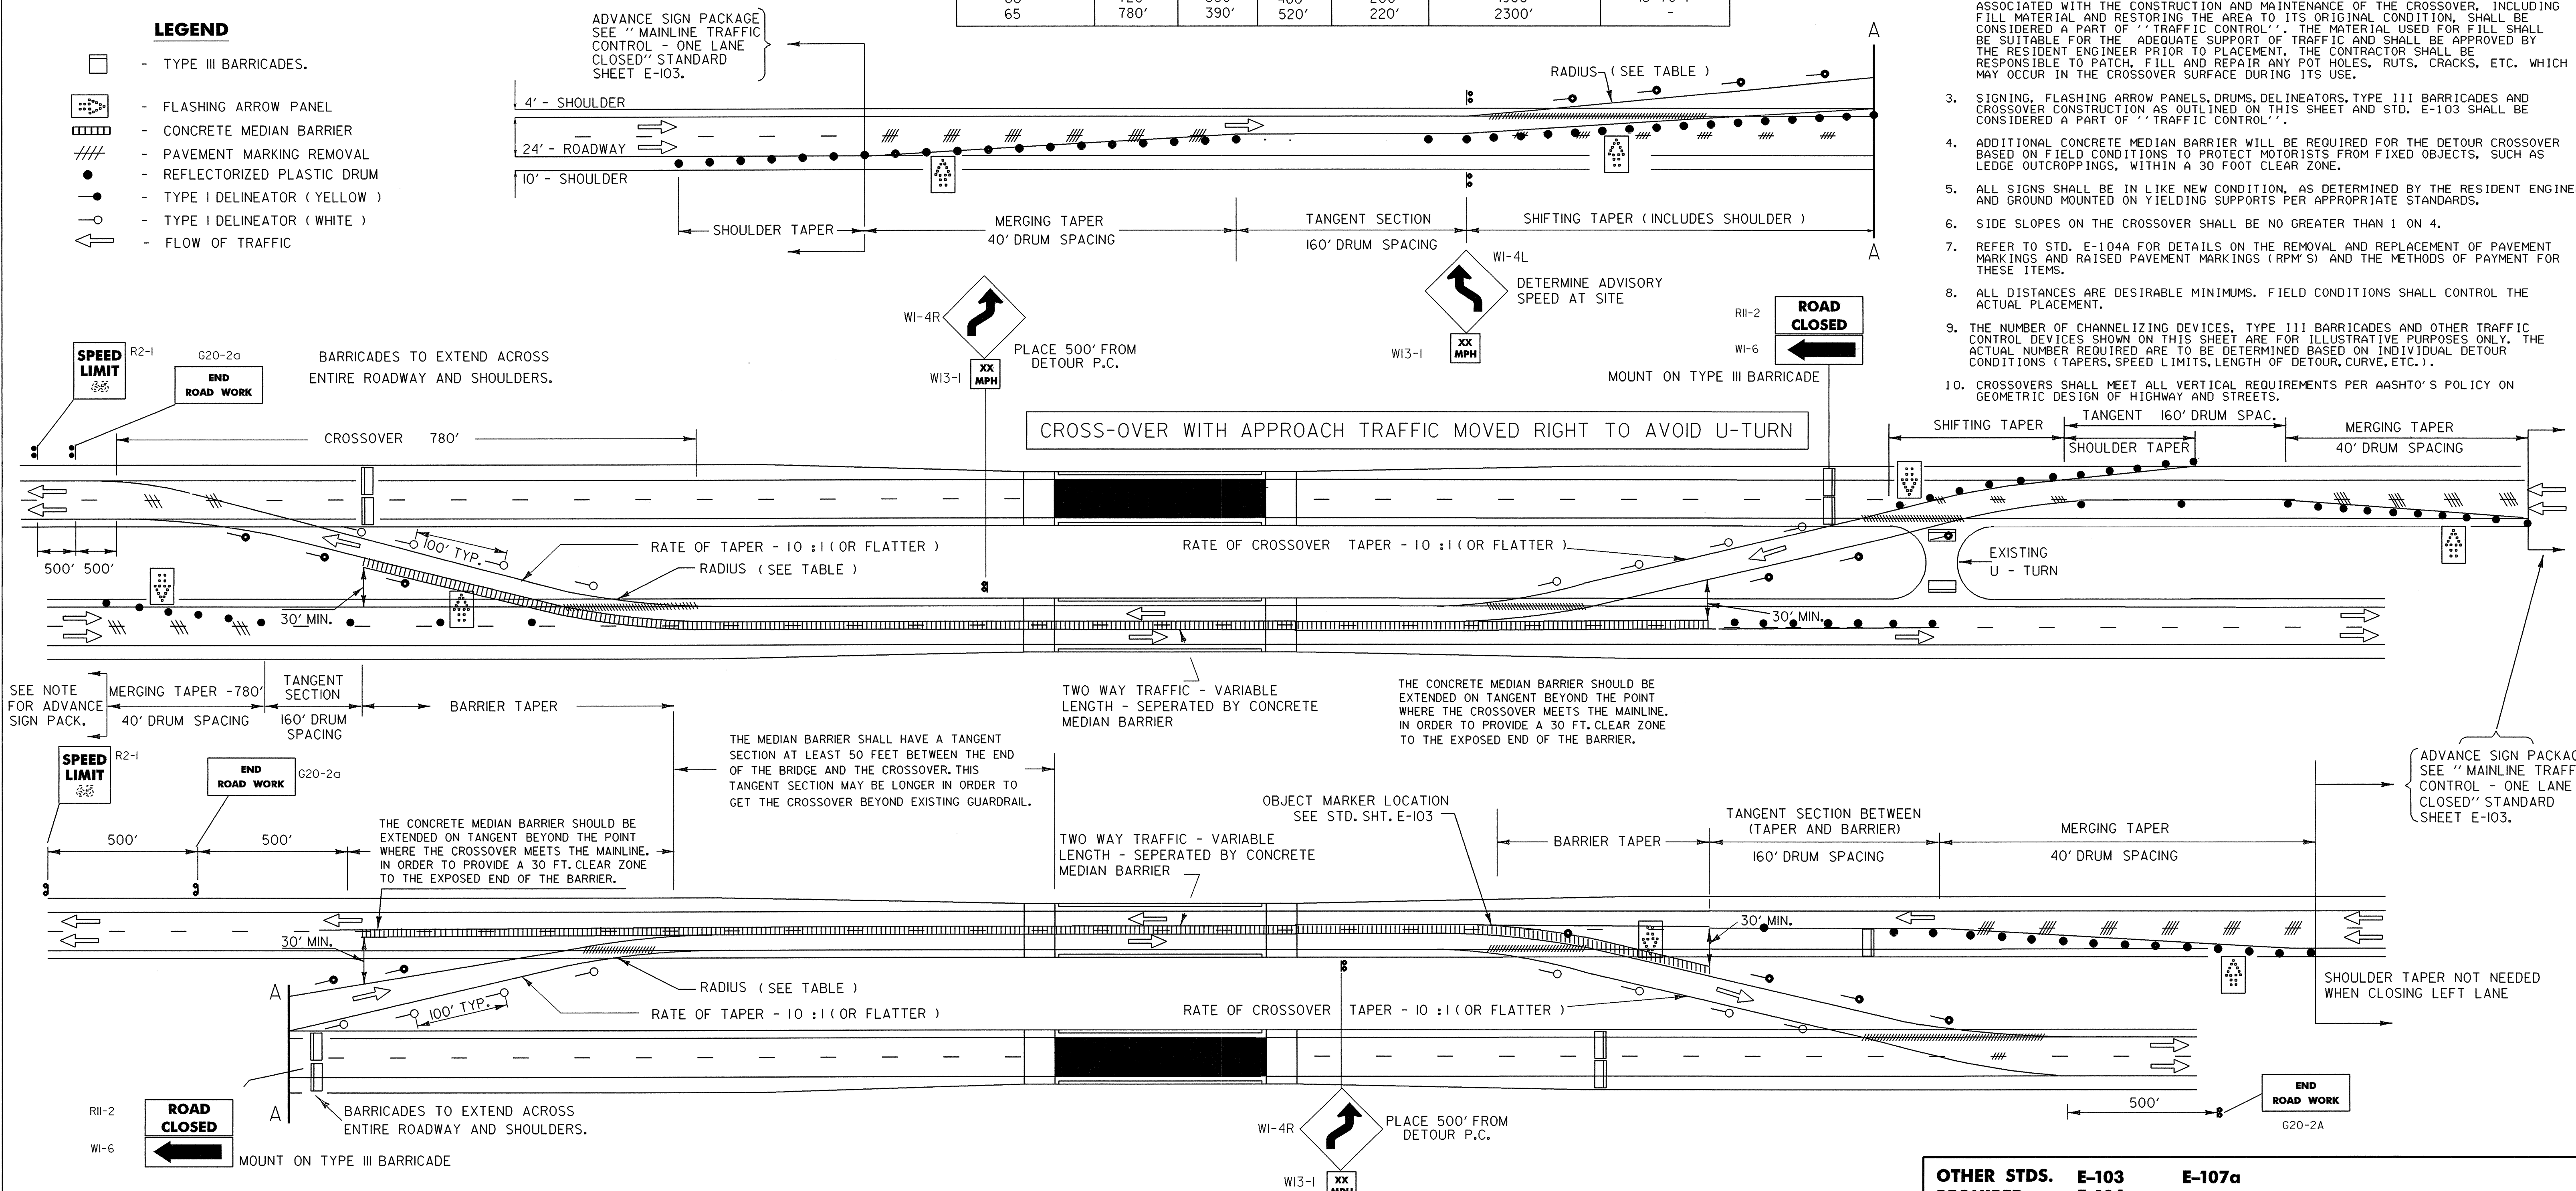 LEGEND
- TYPE III BARRICADES.
- FLASHING ARROW PANEL
- CONCRETE MEDIAN BARRIER
- PAVEMENT MARKING REMOVAL
- REFLECTORIZED PLASTIC DRUM
- TYPE I DELINEATOR ( YELLOW )
- TYPE I DELINEATOR ( WHITE )
- FLOW OF TRAFFIC
65 780' 390' 520' 220' 2300' -
ADVANCE SIGN PACKAGE
SEE " MAINLINE TRAFFIC
CONTROL - ONE LANE
CLOSED" STANDARD
SHEET E-103.
4' - SHOULDER
24' - ROADWAY
10' - SHOULDER
RADIUS ( SEE TABLE )
A
A
SHOULDER TAPER
MERGING TAPER
40' DRUM SPACING
TANGENT SECTION
160' DRUM SPACING
SHIFTING TAPER ( INCLUDES SHOULDER )
ASSOCIATED WITH THE CONSTRUCTION AND MAINTENANCE OF THE CROSSOVER, INCLUDING
FILL MATERIAL AND RESTORING THE AREA TO ITS ORIGINAL CONDITION, SHALL BE
CONSIDERED A PART OF ''TRAFFIC CONTROL''. THE MATERIAL USED FOR FILL SHALL
BE SUITABLE FOR THE ADEQUATE SUPPORT OF TRAFFIC AND SHALL BE APPROVED BY
THE RESIDENT ENGINEER PRIOR TO PLACEMENT. THE CONTRACTOR SHALL BE
RESPONSIBLE TO PATCH, FILL AND REPAIR ANY POT HOLES, RUTS, CRACKS, ETC. WHICH
MAY OCCUR IN THE CROSSOVER SURFACE DURING ITS USE.
3. SIGNING, FLASHING ARROW PANELS, DRUMS, DELINEATORS, TYPE III BARRICADES AND
CROSSOVER CONSTRUCTION AS OUTLINED ON THIS SHEET AND STD. E-103 SHALL BE
CONSIDERED A PART OF ''TRAFFIC CONTROL''.
4. ADDITIONAL CONCRETE MEDIAN BARRIER WILL BE REQUIRED FOR THE DETOUR CROSSOVER
BASED ON FIELD CONDITIONS TO PROTECT MOTORISTS FROM FIXED OBJECTS, SUCH AS
LEDGE OUTCROPPINGS, WITHIN A 30 FOOT CLEAR ZONE.
5. ALL SIGNS SHALL BE IN LIKE NEW CONDITION, AS DETERMINED BY THE RESIDENT ENGINE
AND GROUND MOUNTED ON YIELDING SUPPORTS PER APPROPRIATE STANDARDS.
6. SIDE SLOPES ON THE CROSSOVER SHALL BE NO GREATER THAN 1 ON 4.
7. REFER TO STD. E-104A FOR DETAILS ON THE REMOVAL AND REPLACEMENT OF PAVEMENT
MARKINGS AND RAISED PAVEMENT MARKINGS (RPM'S) AND THE METHODS OF PAYMENT FOR
THESE ITEMS.
8. ALL DISTANCES ARE DESIRABLE MINIMUMS. FIELD CONDITIONS SHALL CONTROL THE
ACTUAL PLACEMENT.
9. THE NUMBER OF CHANNELIZING DEVICES, TYPE III BARRICADES AND OTHER TRAFFIC
CONTROL DEVICES SHOWN ON THIS SHEET ARE FOR ILLUSTRATIVE PURPOSES ONLY. THE
ACTUAL NUMBER REQUIRED ARE TO BE DETERMINED BASED ON INDIVIDUAL DETOUR
CONDITIONS (TAPERS, SPEED LIMITS, LENGTH OF DETOUR, CURVE, ETC.).
10. CROSSOVERS SHALL MEET ALL VERTICAL REQUIREMENTS PER AASHTO'S POLICY ON
GEOMETRIC DESIGN OF HIGHWAY AND STREETS.
W1-4R
PLACE 500' FROM
DETOUR P.C.
W13-1
XX
MPH
W1-4L
DETERMINE ADVISORY
SPEED AT SITE
W13-1
XX
MPH
R11-2
ROAD
CLOSED
W1-6
MOUNT ON TYPE III BARRICADE
SPEED
LIMIT
R2-1
G20-2a
END
ROAD WORK
BARRICADES TO EXTEND ACROSS
ENTIRE ROADWAY AND SHOULDERS.
CROSSOVER 780'
CROSS-OVER WITH APPROACH TRAFFIC MOVED RIGHT TO AVOID U-TURN
SHIFTING TAPER
TANGENT 160' DRUM SPAC.
SHOULDER TAPER
MERGING TAPER
40' DRUM SPACING
500' 500'
100' TYP.
RATE OF TAPER - 10 :1 ( OR FLATTER )
RADIUS ( SEE TABLE )
30' MIN.
RATE OF CROSSOVER TAPER - 10 :1 ( OR FLATTER )
EXISTING
U - TURN
30' MIN.
SEE NOTE
FOR ADVANCE
SIGN PACK.
MERGING TAPER -780'
40' DRUM SPACING
TANGENT
SECTION
160' DRUM
SPACING
BARRIER TAPER
TWO WAY TRAFFIC - VARIABLE
LENGTH - SEPERATED BY CONCRETE
MEDIAN BARRIER
THE CONCRETE MEDIAN BARRIER SHOULD BE
EXTENDED ON TANGENT BEYOND THE POINT
WHERE THE CROSSOVER MEETS THE MAINLINE.
IN ORDER TO PROVIDE A 30 FT. CLEAR ZONE
TO THE EXPOSED END OF THE BARRIER.
THE MEDIAN BARRIER SHALL HAVE A TANGENT
SECTION AT LEAST 50 FEET BETWEEN THE END
OF THE BRIDGE AND THE CROSSOVER. THIS
TANGENT SECTION MAY BE LONGER IN ORDER TO
GET THE CROSSOVER BEYOND EXISTING GUARDRAIL.
SPEED
LIMIT
R2-1
END
ROAD WORK
G20-2a
500'
500'
THE CONCRETE MEDIAN BARRIER SHOULD BE
EXTENDED ON TANGENT BEYOND THE POINT
WHERE THE CROSSOVER MEETS THE MAINLINE.
IN ORDER TO PROVIDE A 30 FT. CLEAR ZONE
TO THE EXPOSED END OF THE BARRIER.
TWO WAY TRAFFIC - VARIABLE
LENGTH - SEPERATED BY CONCRETE
MEDIAN BARRIER
OBJECT MARKER LOCATION
SEE STD. SHT. E-103
BARRIER TAPER
TANGENT SECTION BETWEEN
(TAPER AND BARRIER)
160' DRUM SPACING
MERGING TAPER
40' DRUM SPACING
ADVANCE SIGN PACKAG
SEE " MAINLINE TRAFF
CONTROL - ONE LANE
CLOSED" STANDARD
SHEET E-103.
30' MIN.
30' MIN.
A
A
100' TYP.
RADIUS ( SEE TABLE )
RATE OF TAPER - 10 :1 ( OR FLATTER )
RATE OF CROSSOVER TAPER - 10 :1 ( OR FLATTER )
SHOULDER TAPER NOT NEEDED
WHEN CLOSING LEFT LANE
R11-2
ROAD
CLOSED
W1-6
MOUNT ON TYPE III BARRICADE
BARRICADES TO EXTEND ACROSS
ENTIRE ROADWAY AND SHOULDERS.
W1-4R
PLACE 500' FROM
DETOUR P.C.
W13-1
XX
500'
END
ROAD WORK
G20-2A
OTHER STDS. E-103 E-107a